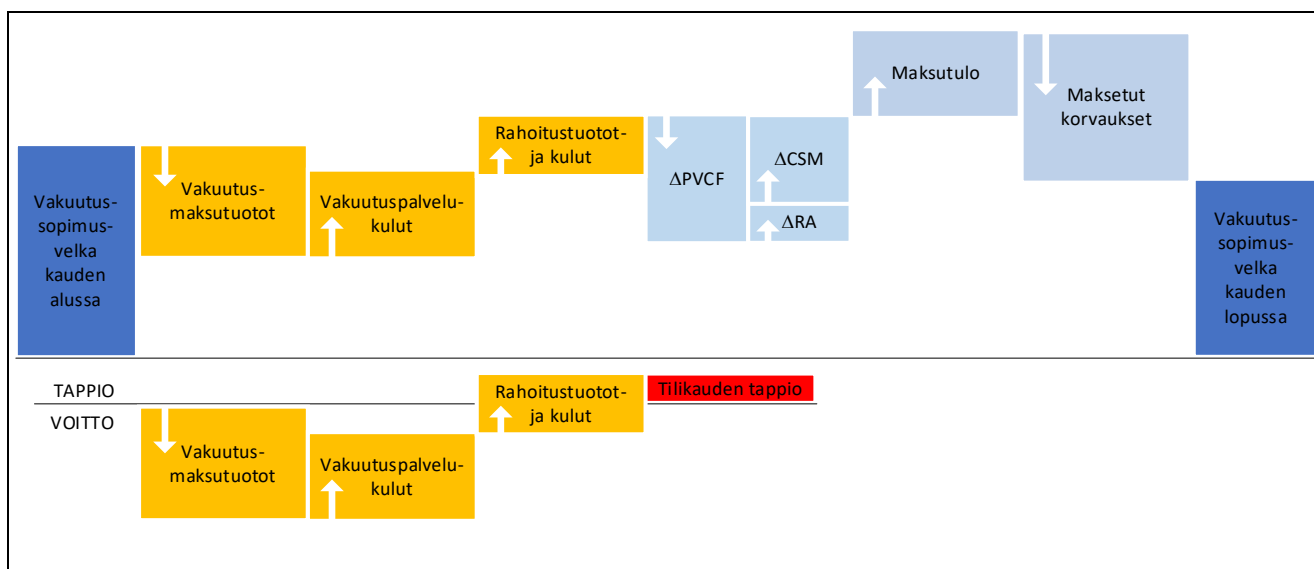 Vakuutus-
sopimus-
velka
kauden
alussa
Vakuutus-
maksutuotot
Vakuutuspalvelu-
kulut
Rahoitustuotot-
ja kulut
ΔPVCF
ΔCSM
ΔRA
Maksutulo
Maksetut
korvaukset
Vakuutus-
sopimus-
velka
kauden
lopussa
TAPPIO
VOITTO
Vakuutus-
maksutuotot
Vakuutuspalvelu-
kulut
Rahoitustuotot-
ja kulut
Tilikauden tappio